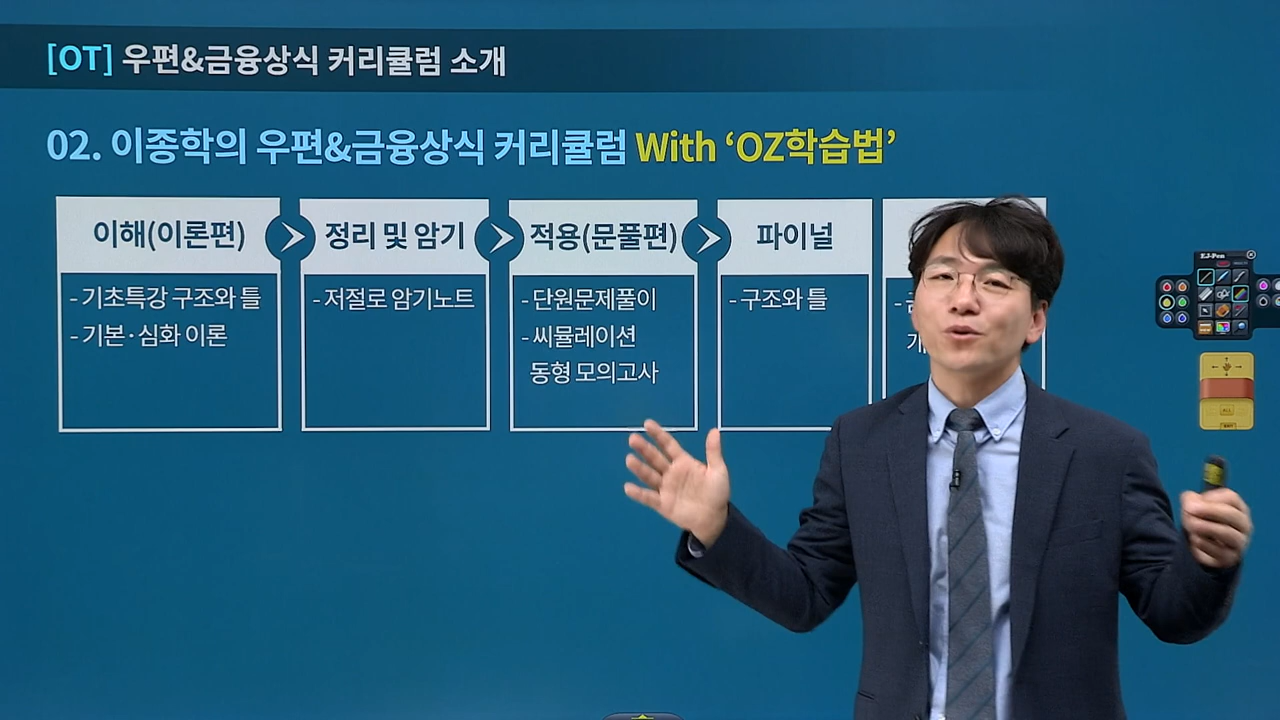 [OT] 우편&금융상식 커리큘럼 소개
02. 이종학의 우편&금융상식 커리큘럼 With ‘OZ학습법’
이해(이론편)
- 기초특강 구조와 틀
- 기본·심화 이론
정리 및 암기
- 저절로 암기노트
적용(문풀편)
- 단원문제풀이
- 씨뮬레이션
동형 모의고사
파이널
- 구조와 틀
EJ-Pen
ALL